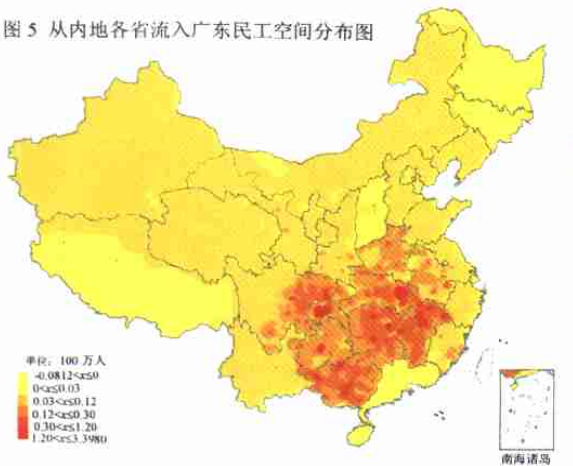 图 5 从内地各省流入广东民工空间分布图
单位：100 万人
-0.0812<x≤0
0<x≤0.03
0.03<x≤0.12
0.12<x≤0.30
0.30<x≤1.20
1.20<x≤3.3980
南海诸岛